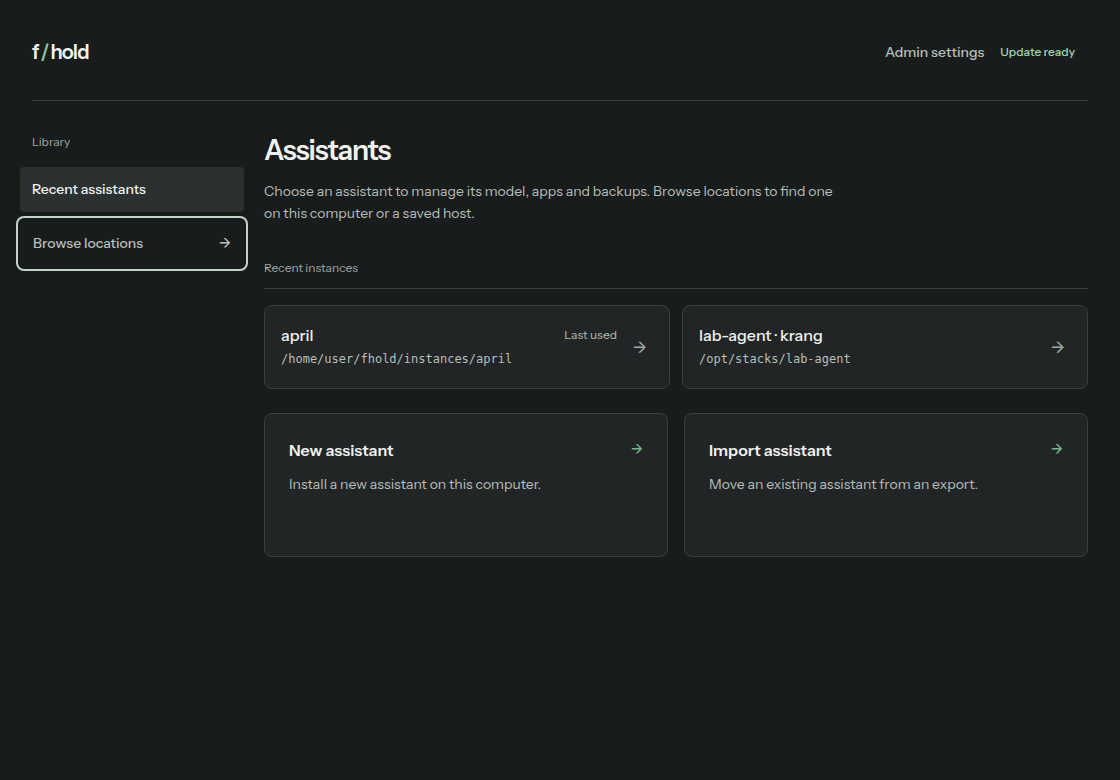 f/hold
Admin settings
Update ready
Library
Recent assistants
Browse locations →
Assistants
Choose an assistant to manage its model, apps and backups. Browse locations to find one
on this computer or a saved host.
Recent instances
april
Last used →
/home/user/fhold/instances/april
lab-agent · krang →
/opt/stacks/lab-agent
New assistant →
Install a new assistant on this computer.
Import assistant →
Move an existing assistant from an export.